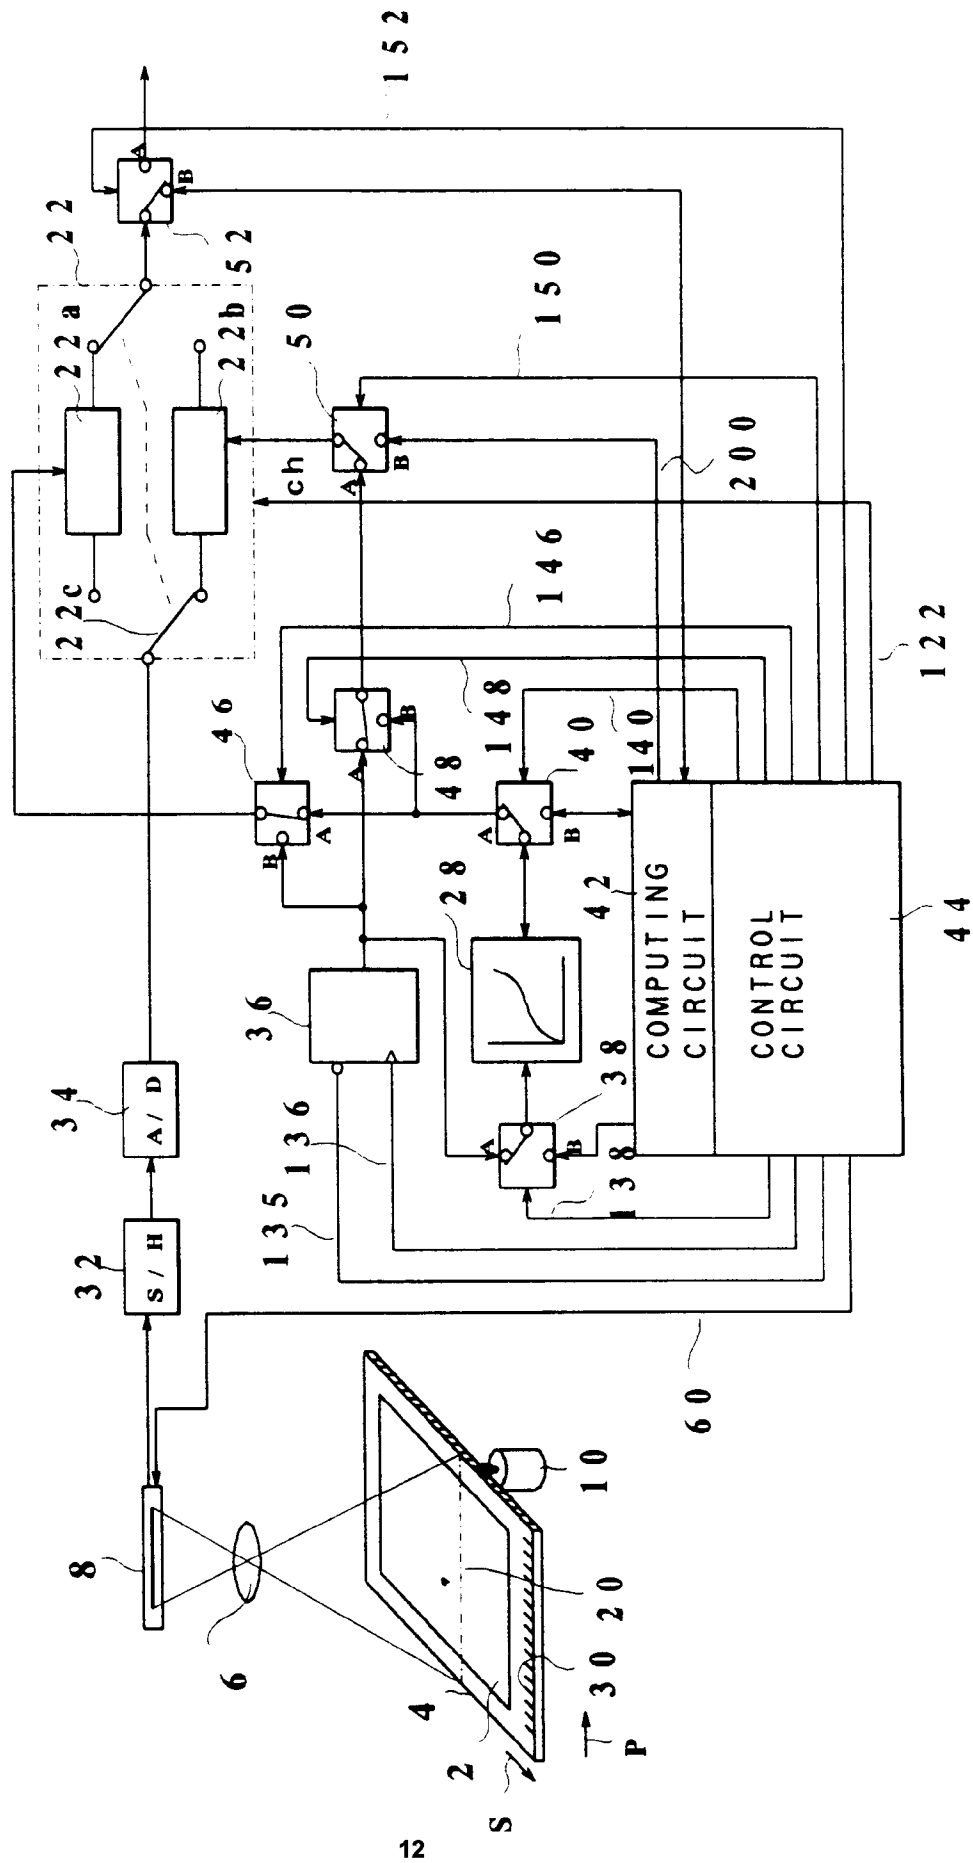 8
6
4
2
S
P
30
20
10
60
32
S/H
34
A/D
135
136
138
36
38
A
B
28
40
A
B
140
148
146
46
B
A
48
A
B
50
A
B
ch
150
22
22a
22b
22c
52
A
B
152
200
122
42
COMPUTING
CIRCUIT
CONTROL
CIRCUIT
44
12